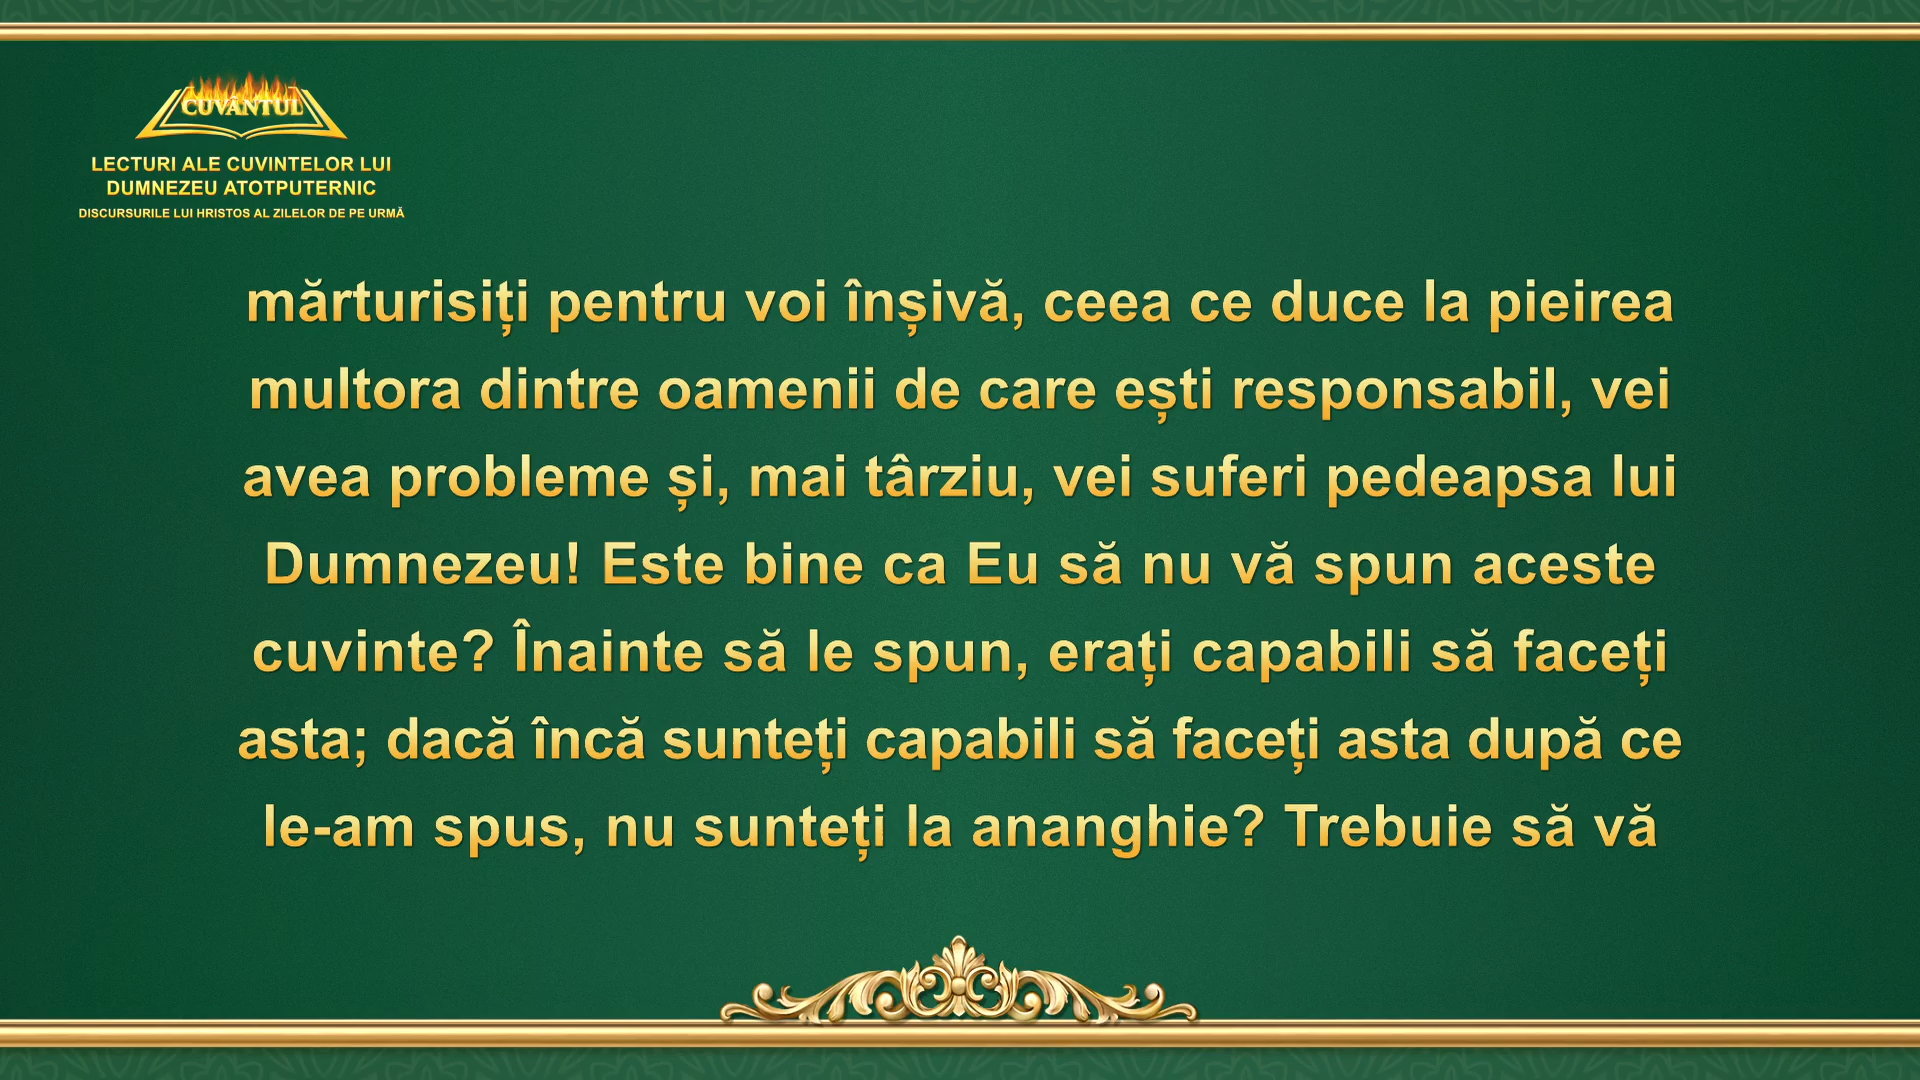 CUVÂNTUL
LECTURI ALE CUVINTELOR LUI
DUMNEZEU ATOTPUTERNIC
DISCURSURILE LUI HRISTOS AL ZILELOR DE PE URMĂ
mărturisiți pentru voi înșivă, ceea ce duce la pieirea
multora dintre oamenii de care ești responsabil, vei
avea probleme și, mai târziu, vei suferi pedeapsa lui
Dumnezeu! Este bine ca Eu să nu vă spun aceste
cuvinte? Înainte să le spun, erați capabili să faceți
asta; dacă încă sunteți capabili să faceți asta după ce
le-am spus, nu sunteți la ananghie? Trebuie să vă